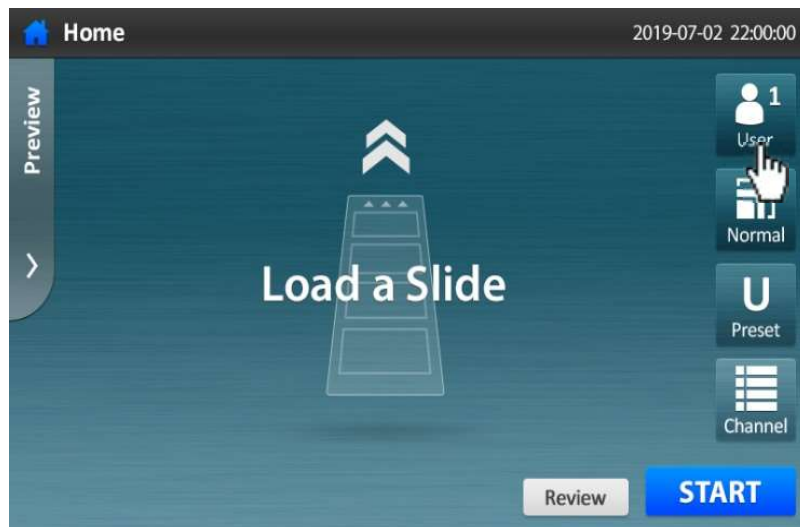 Home
2019-07-02 22:00:00
Preview
1
User
Load a Slide
Normal
U
Preset
Channel
Review
START